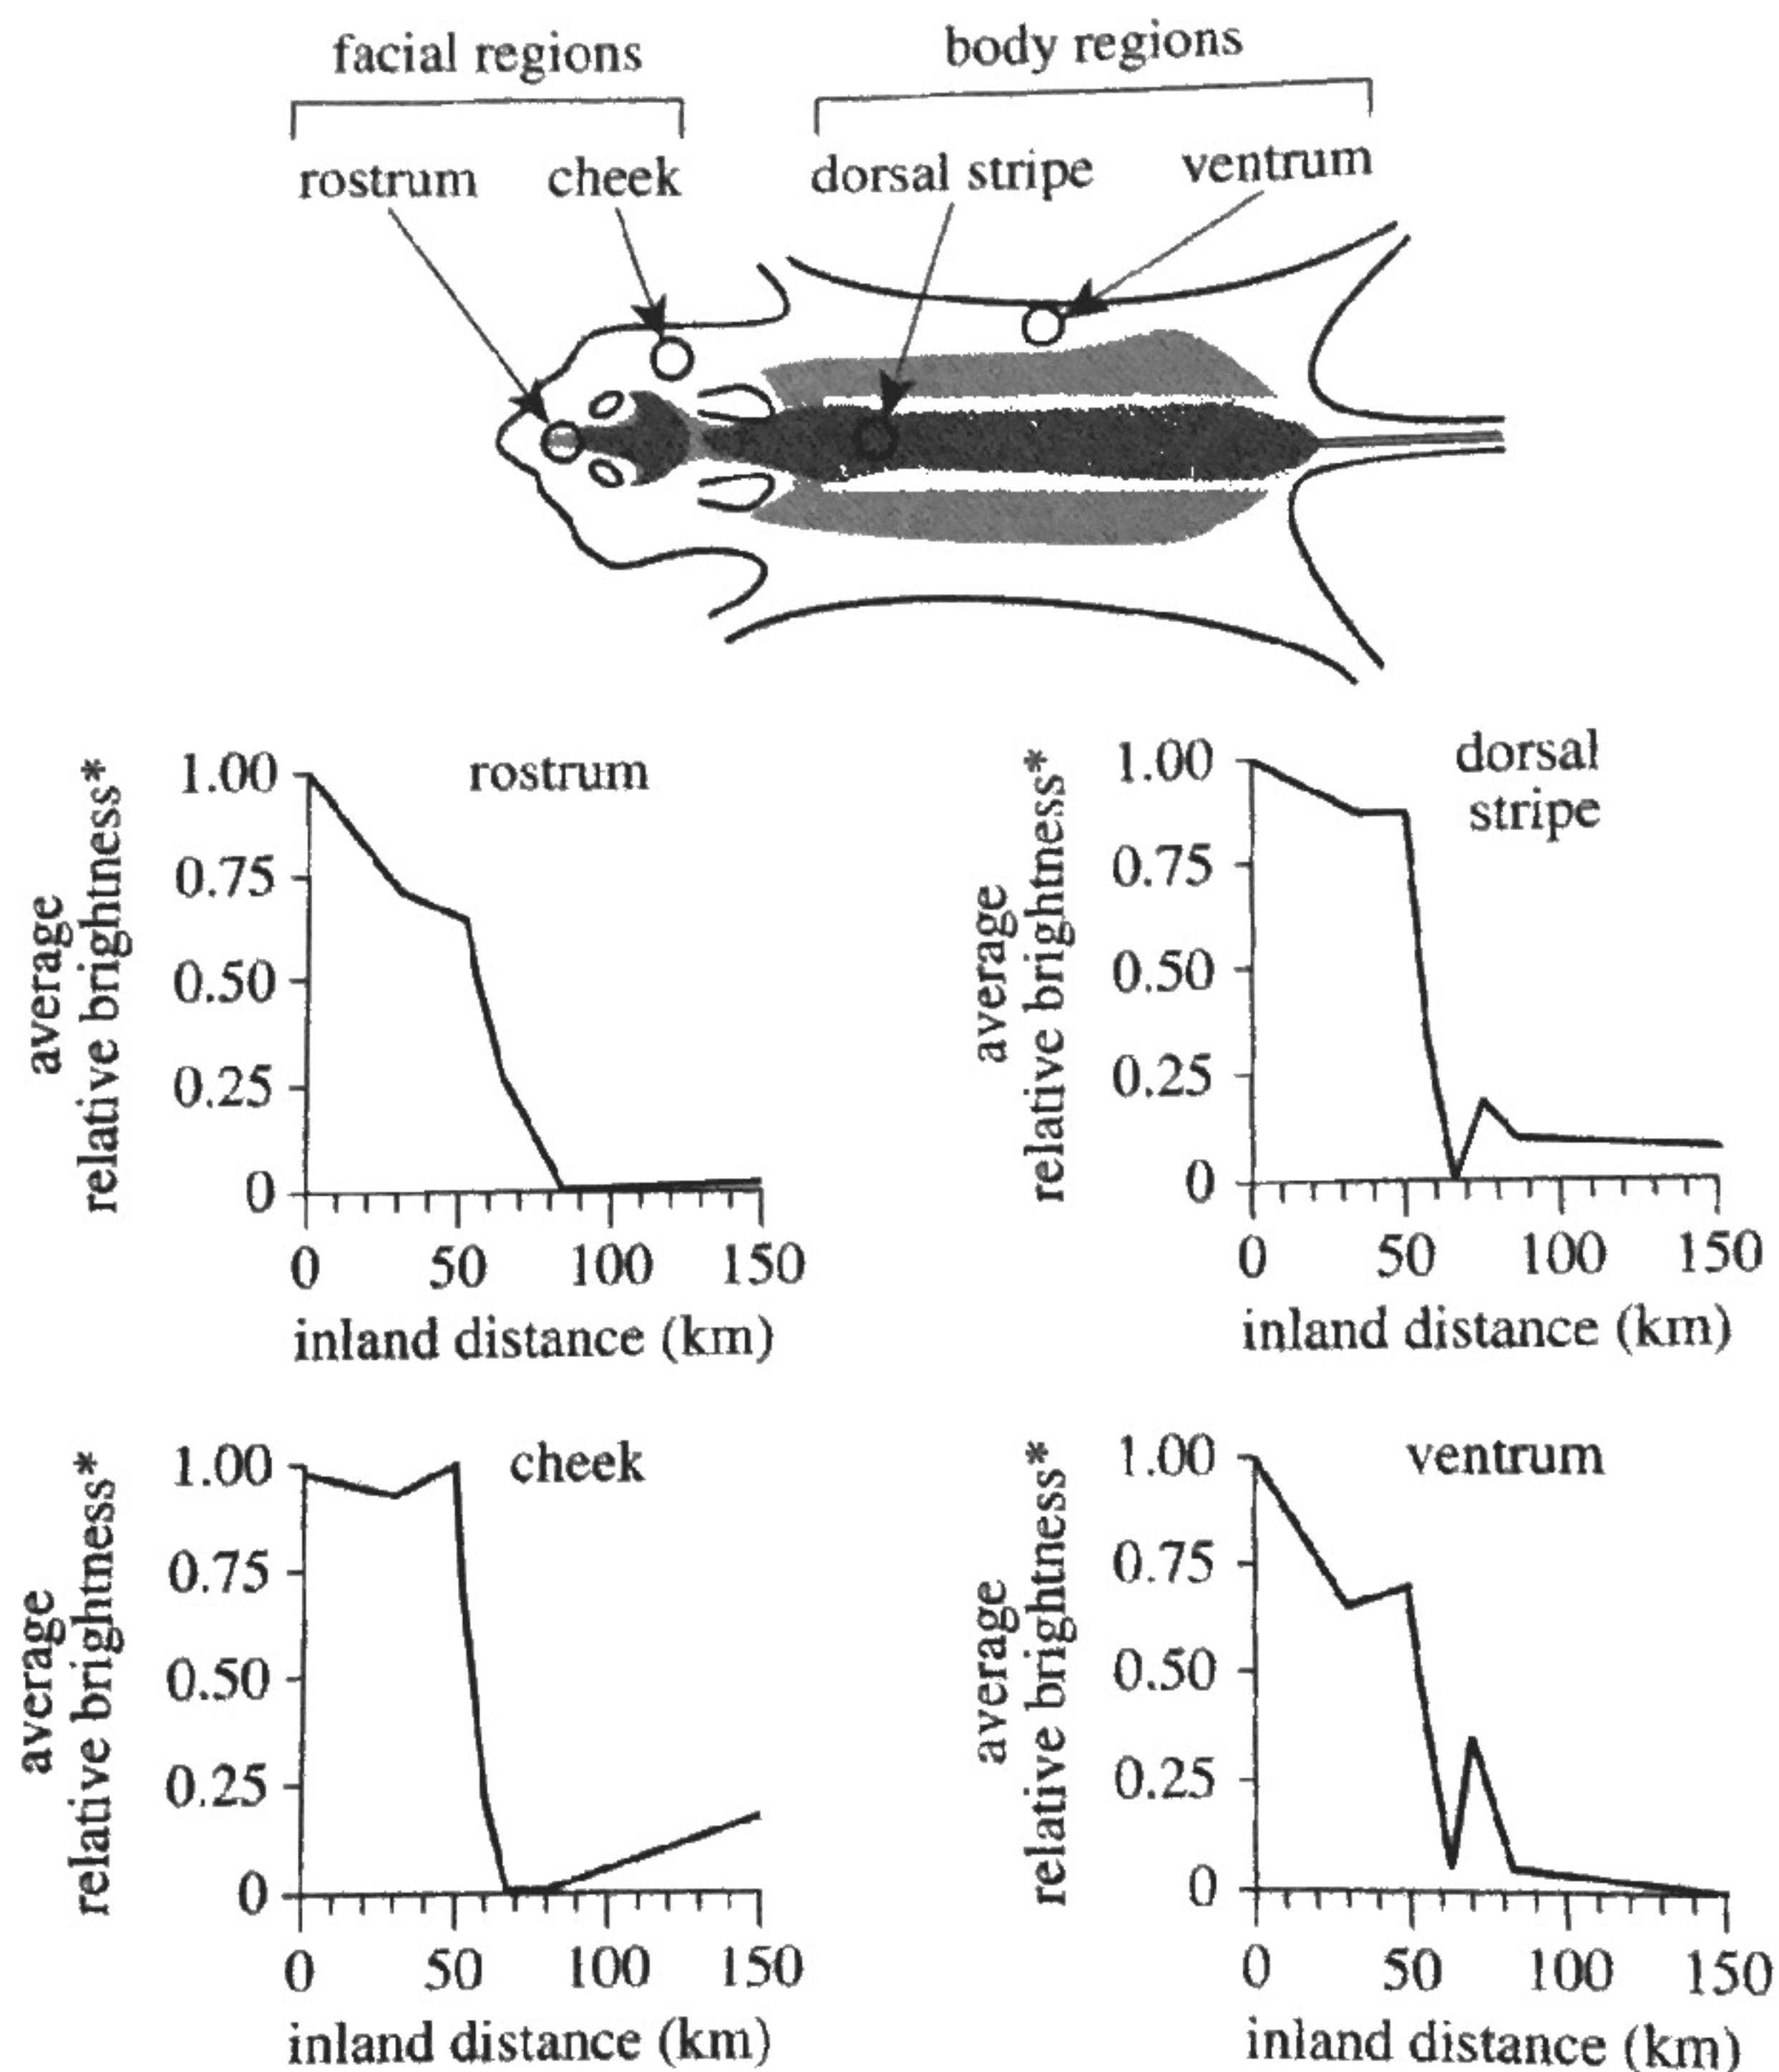 facial regions
body regions
rostrum
cheek
dorsal stripe
ventrum
rostrum
average
relative brightness*
1.00
0.75
0.50
0.25
0
0 50 100 150
inland distance (km)
dorsal
stripe
average
relative brightness*
1.00
0.75
0.50
0.25
0
0 50 100 150
inland distance (km)
cheek
average
relative brightness*
1.00
0.75
0.50
0.25
0
0 50 100 150
inland distance (km)
ventrum
average
relative brightness*
1.00
0.75
0.50
0.25
0
0 50 100 150
inland distance (km)